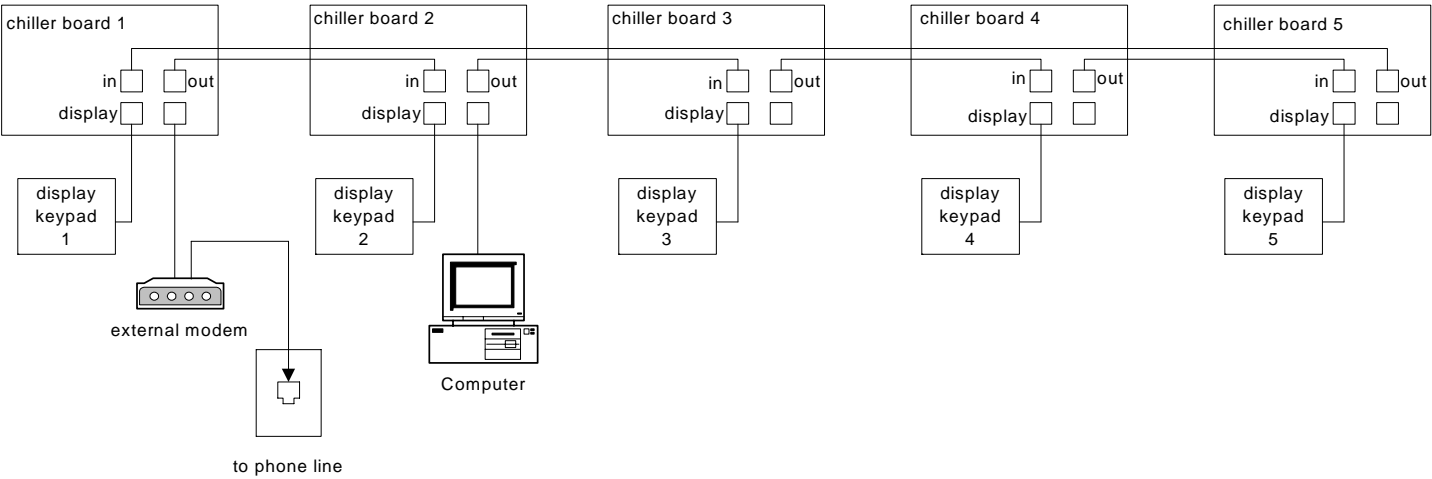 chiller board 1
in
out
display
display
keypad
1
external modem
to phone line
chiller board 2
in
out
display
display
keypad
2
Computer
chiller board 3
in
out
display
display
keypad
3
chiller board 4
in
out
display
display
keypad
4
chiller board 5
in
out
display
display
keypad
5